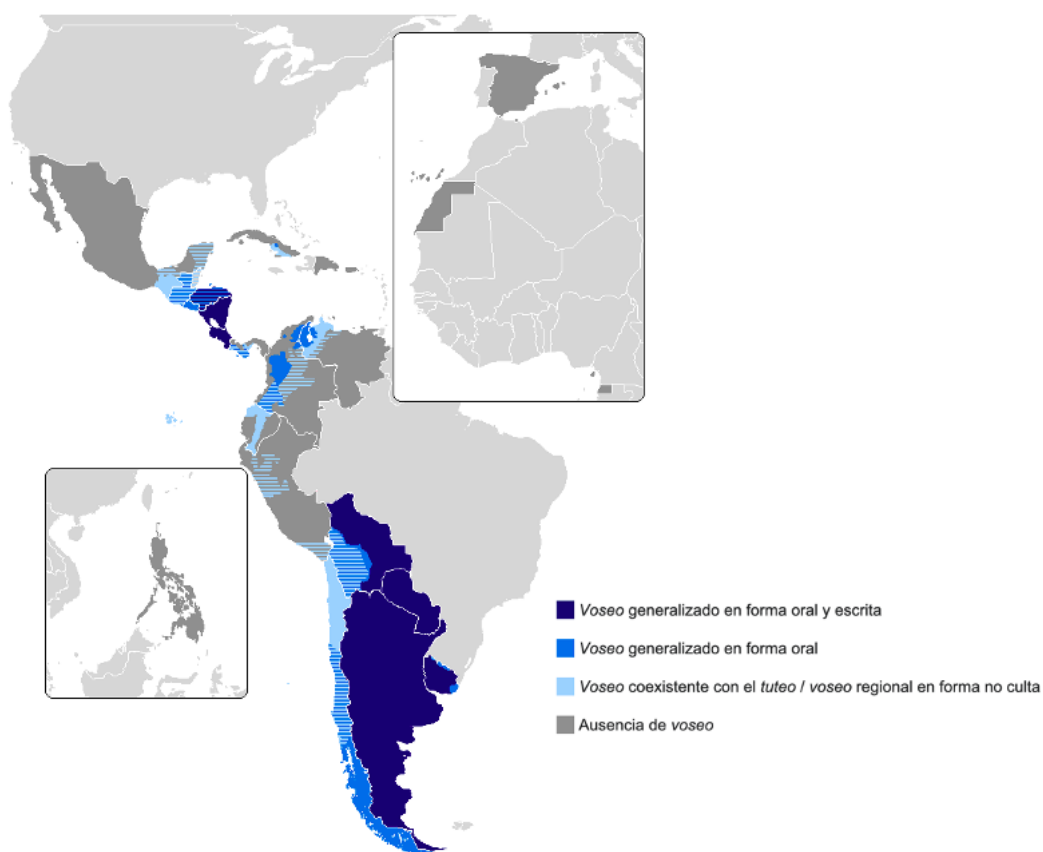 Voseo generalizado en forma oral y escrita
Voseo generalizado en forma oral
Voseo coexistente con el tuteo / voseo regional en forma no culta
Ausencia de voseo